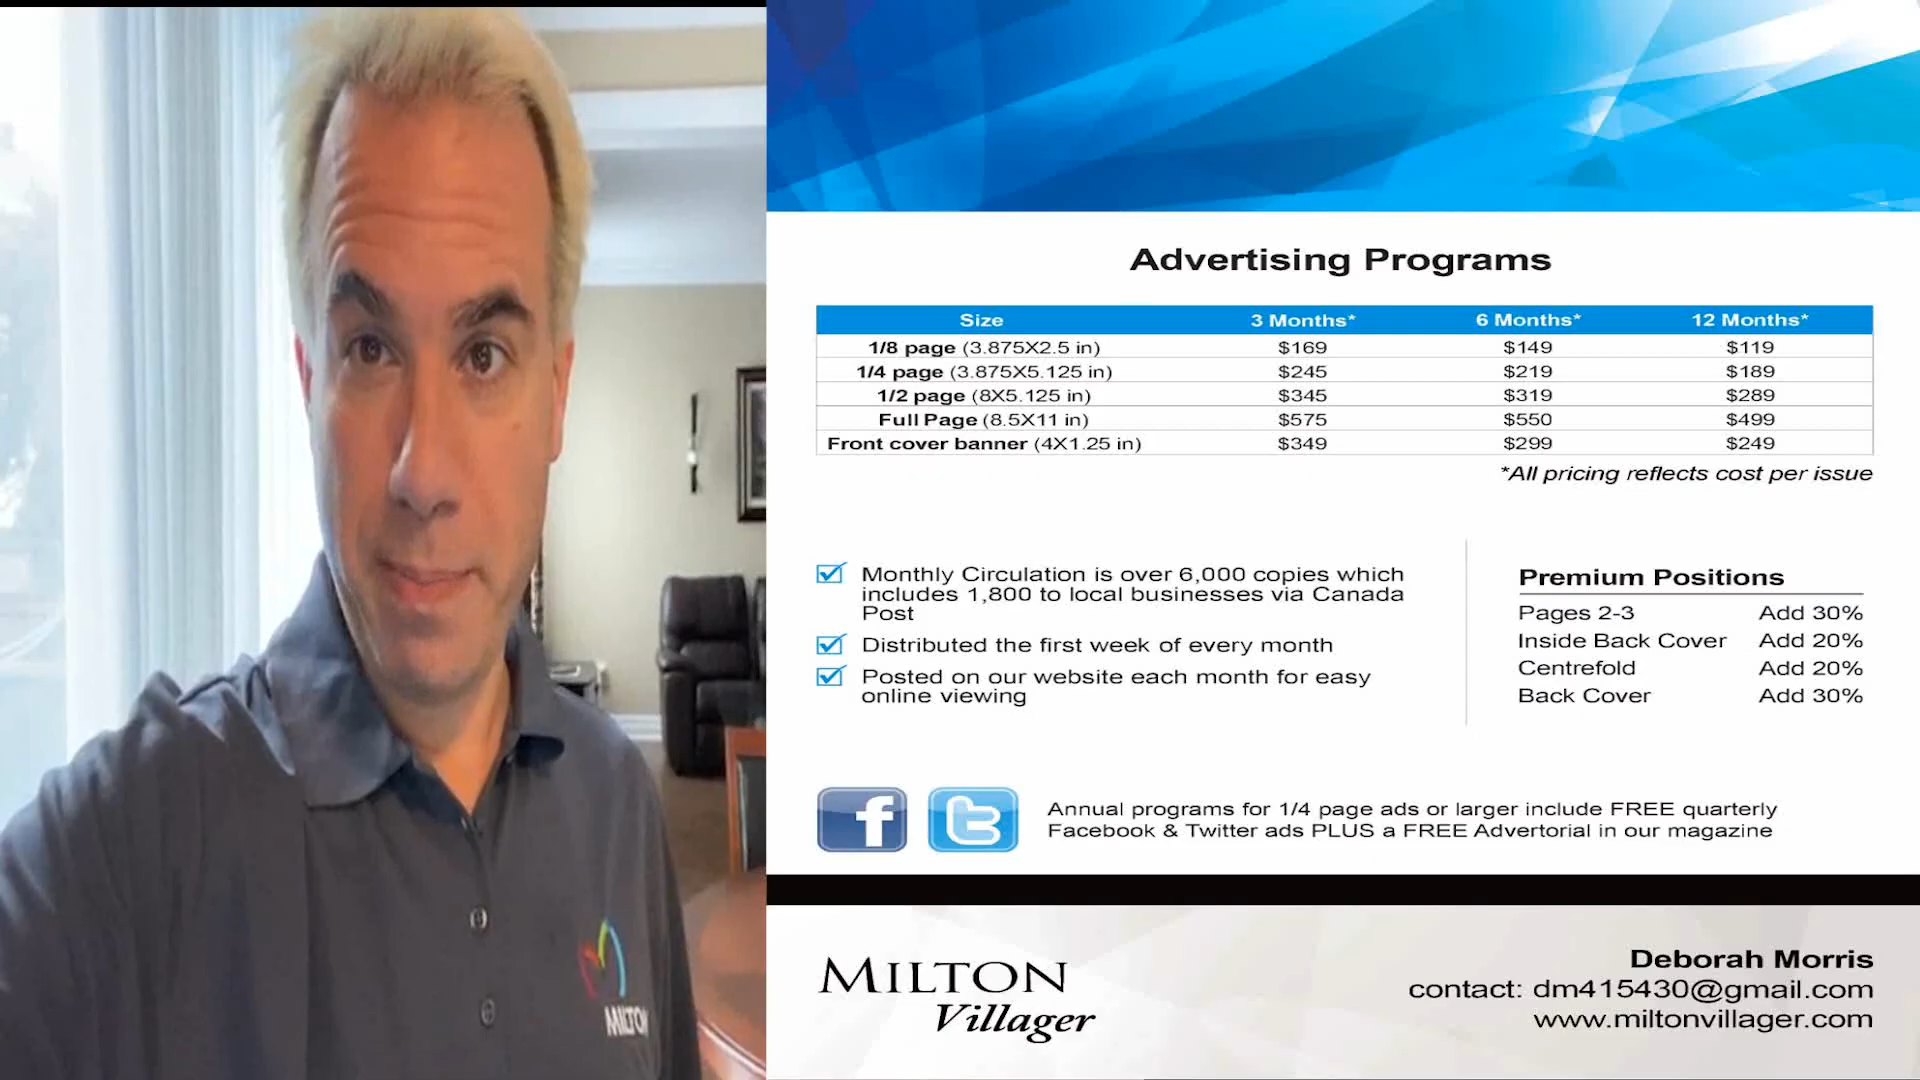 Advertising Programs
Size 3 Months* 6 Months* 12 Months*
1/8 page (3.875X2.5 in) $169 $149 $119
1/4 page (3.875X5.125 in) $245 $219 $189
1/2 page (8X5.125 in) $345 $319 $289
Full Page (8.5X11 in) $575 $550 $499
Front cover banner (4X1.25 in) $349 $299 $249
*All pricing reflects cost per issue
Monthly Circulation is over 6,000 copies which
includes 1,800 to local businesses via Canada
Post
Distributed the first week of every month
Posted on our website each month for easy
online viewing
Premium Positions
Pages 2-3 Add 30%
Inside Back Cover Add 20%
Centrefold Add 20%
Back Cover Add 30%
f t Annual programs for 1/4 page ads or larger include FREE quarterly
Facebook & Twitter ads PLUS a FREE Advertorial in our magazine
MILTON
Villager
Deborah Morris
contact: dm415430@gmail.com
www.miltonvillager.com
MILTON